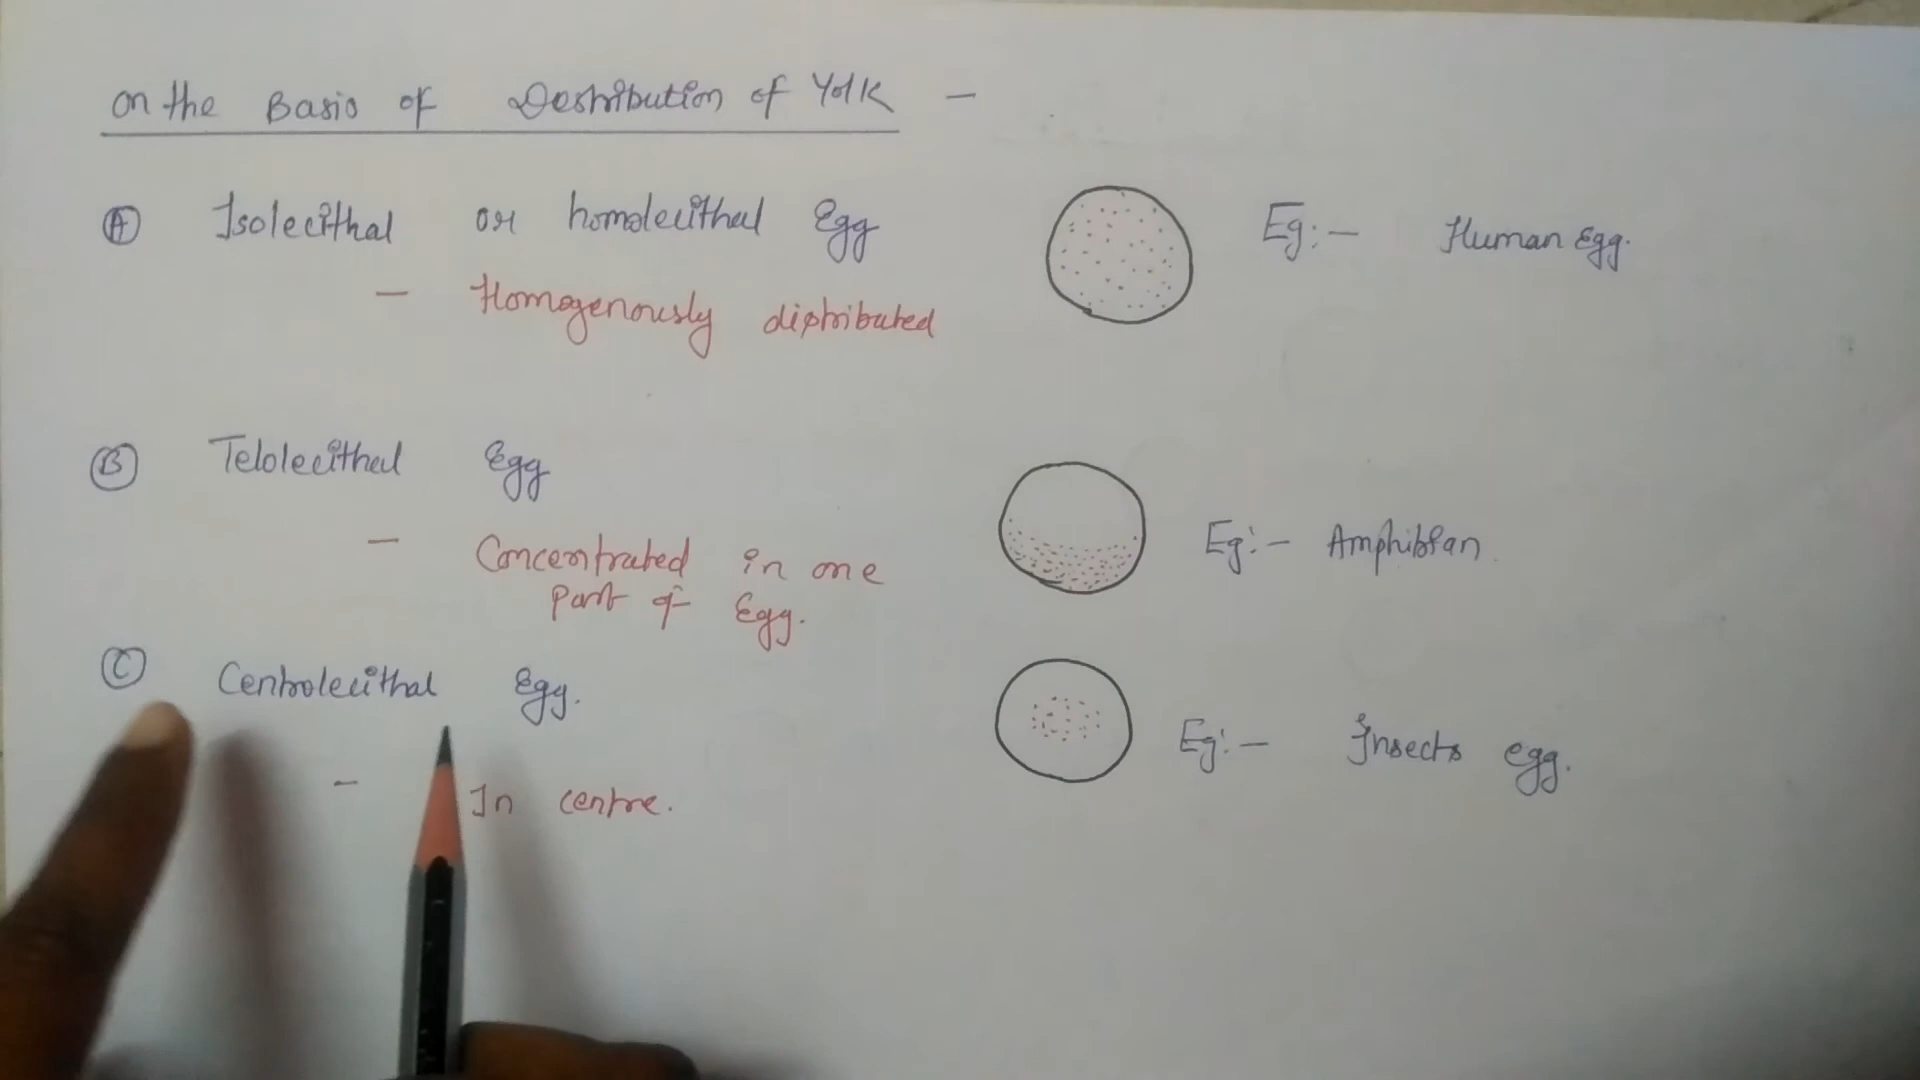 on the Basis of Destribution of Yolk -
A Isolecithal or homolecithal Egg Eg:- Human Egg.
- Homogenously distributed
B Telolecithal Egg
- Concentrated in one Eg:- Amphibian
part of Egg.
C Centrolecithal Egg. Eg:- Insects egg.
- In centre.